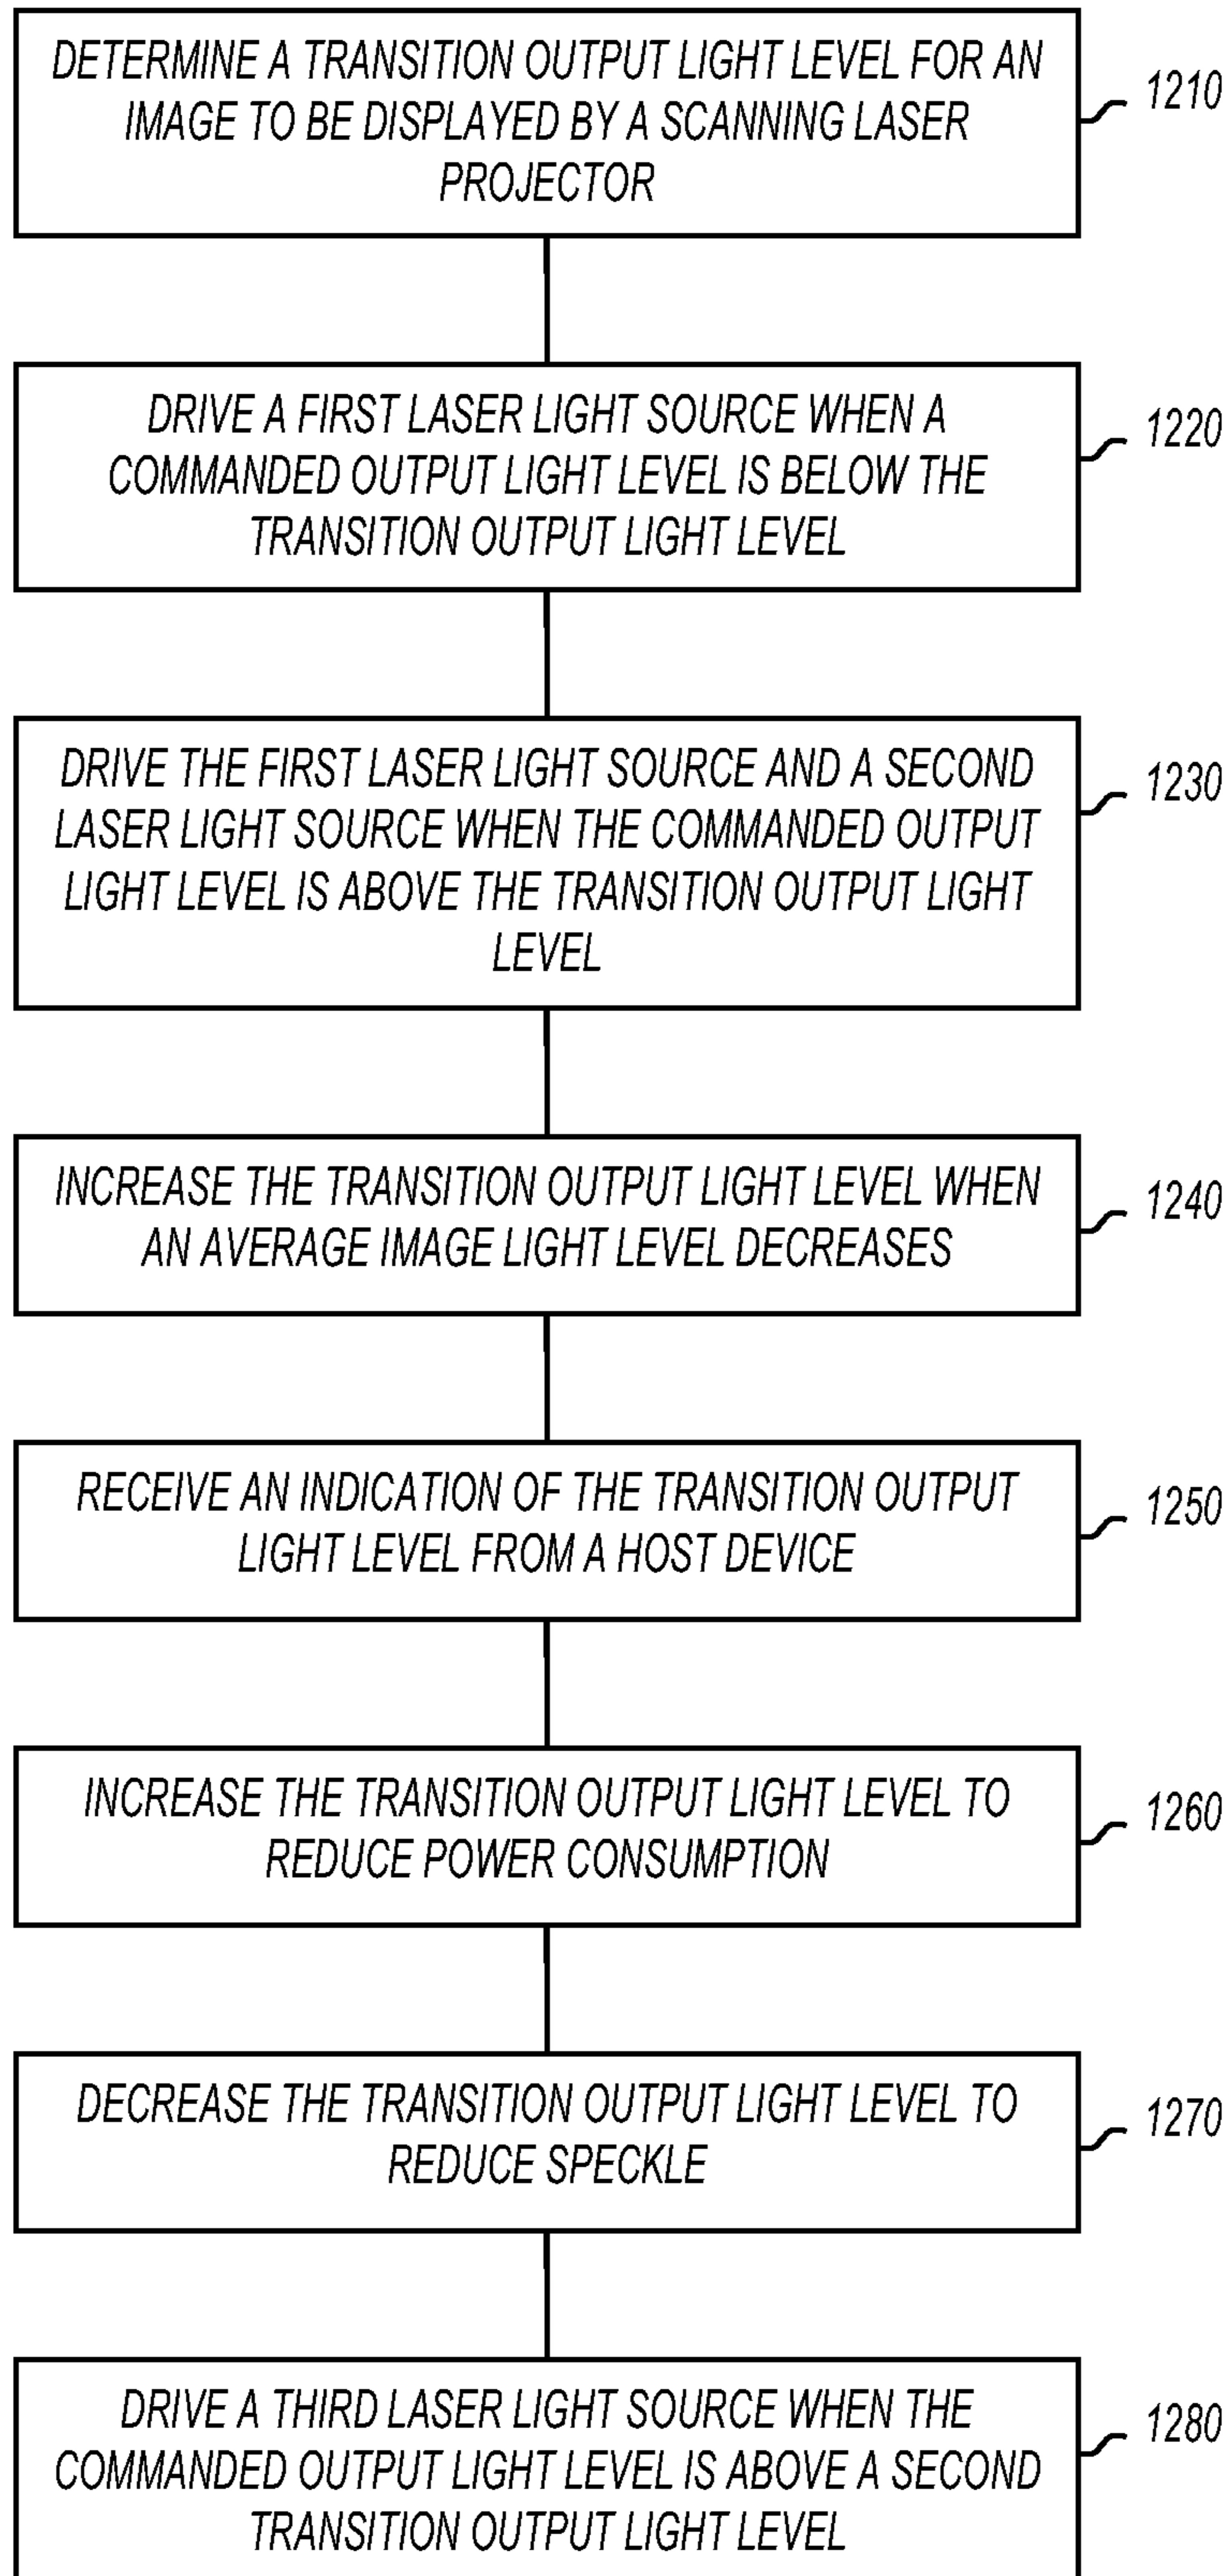 DETERMINE A TRANSITION OUTPUT LIGHT LEVEL FOR AN
IMAGE TO BE DISPLAYED BY A SCANNING LASER
PROJECTOR
1210
DRIVE A FIRST LASER LIGHT SOURCE WHEN A
COMMANDED OUTPUT LIGHT LEVEL IS BELOW THE
TRANSITION OUTPUT LIGHT LEVEL
1220
DRIVE THE FIRST LASER LIGHT SOURCE AND A SECOND
LASER LIGHT SOURCE WHEN THE COMMANDED OUTPUT
LIGHT LEVEL IS ABOVE THE TRANSITION OUTPUT LIGHT
LEVEL
1230
INCREASE THE TRANSITION OUTPUT LIGHT LEVEL WHEN
AN AVERAGE IMAGE LIGHT LEVEL DECREASES
1240
RECEIVE AN INDICATION OF THE TRANSITION OUTPUT
LIGHT LEVEL FROM A HOST DEVICE
1250
INCREASE THE TRANSITION OUTPUT LIGHT LEVEL TO
REDUCE POWER CONSUMPTION
1260
DECREASE THE TRANSITION OUTPUT LIGHT LEVEL TO
REDUCE SPECKLE
1270
DRIVE A THIRD LASER LIGHT SOURCE WHEN THE
COMMANDED OUTPUT LIGHT LEVEL IS ABOVE A SECOND
TRANSITION OUTPUT LIGHT LEVEL
1280